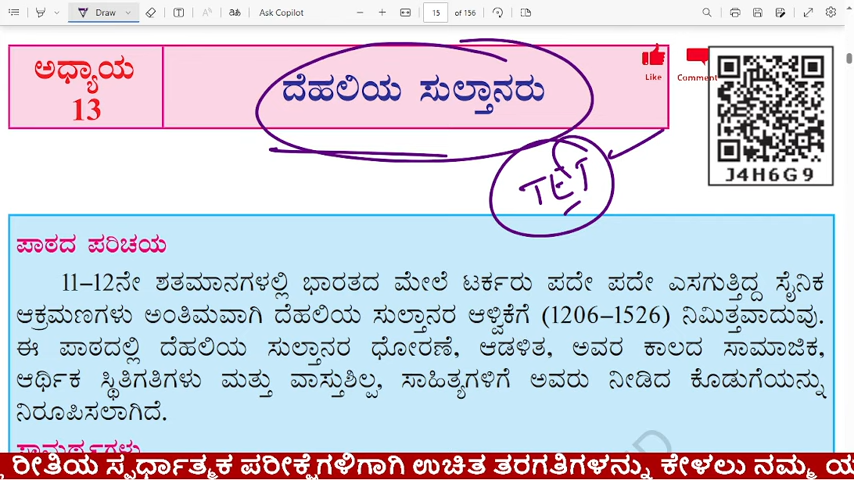 Draw
Ask Copilot
15 of 156
ಅಧ್ಯಾಯ
13
ದೆಹಲಿಯ ಸುಲ್ತಾನರು
Like
Comment
J4H6G9
TET
ಪಾಠದ ಪರಿಚಯ
11–12ನೇ ಶತಮಾನಗಳಲ್ಲಿ ಭಾರತದ ಮೇಲೆ ಟರ್ಕರು ಪದೇ ಪದೇ ಎಸಗುತ್ತಿದ್ದ ಸೈನಿಕ
ಆಕ್ರಮಣಗಳು ಅಂತಿಮವಾಗಿ ದೆಹಲಿಯ ಸುಲ್ತಾನರ ಆಳ್ವಿಕೆಗೆ (1206–1526) ನಿಮಿತ್ತವಾದುವು.
ಈ ಪಾಠದಲ್ಲಿ ದೆಹಲಿಯ ಸುಲ್ತಾನರ ಧೋರಣೆ, ಆಡಳಿತ, ಅವರ ಕಾಲದ ಸಾಮಾಜಿಕ,
ಆರ್ಥಿಕ ಸ್ಥಿತಿಗತಿಗಳು ಮತ್ತು ವಾಸ್ತುಶಿಲ್ಪ, ಸಾಹಿತ್ಯಗಳಿಗೆ ಅವರು ನೀಡಿದ ಕೊಡುಗೆಯನ್ನು
ನಿರೂಪಿಸಲಾಗಿದೆ.
ಸಾಮರ್ಥ್ಯಗಳು
ರೀತಿಯ ಸ್ಪರ್ಧಾತ್ಮಕ ಪರೀಕ್ಷೆಗಳಿಗಾಗಿ ಉಚಿತ ತರಗತಿಗಳನ್ನು ಕೇಳಲು ನಮ್ಮ